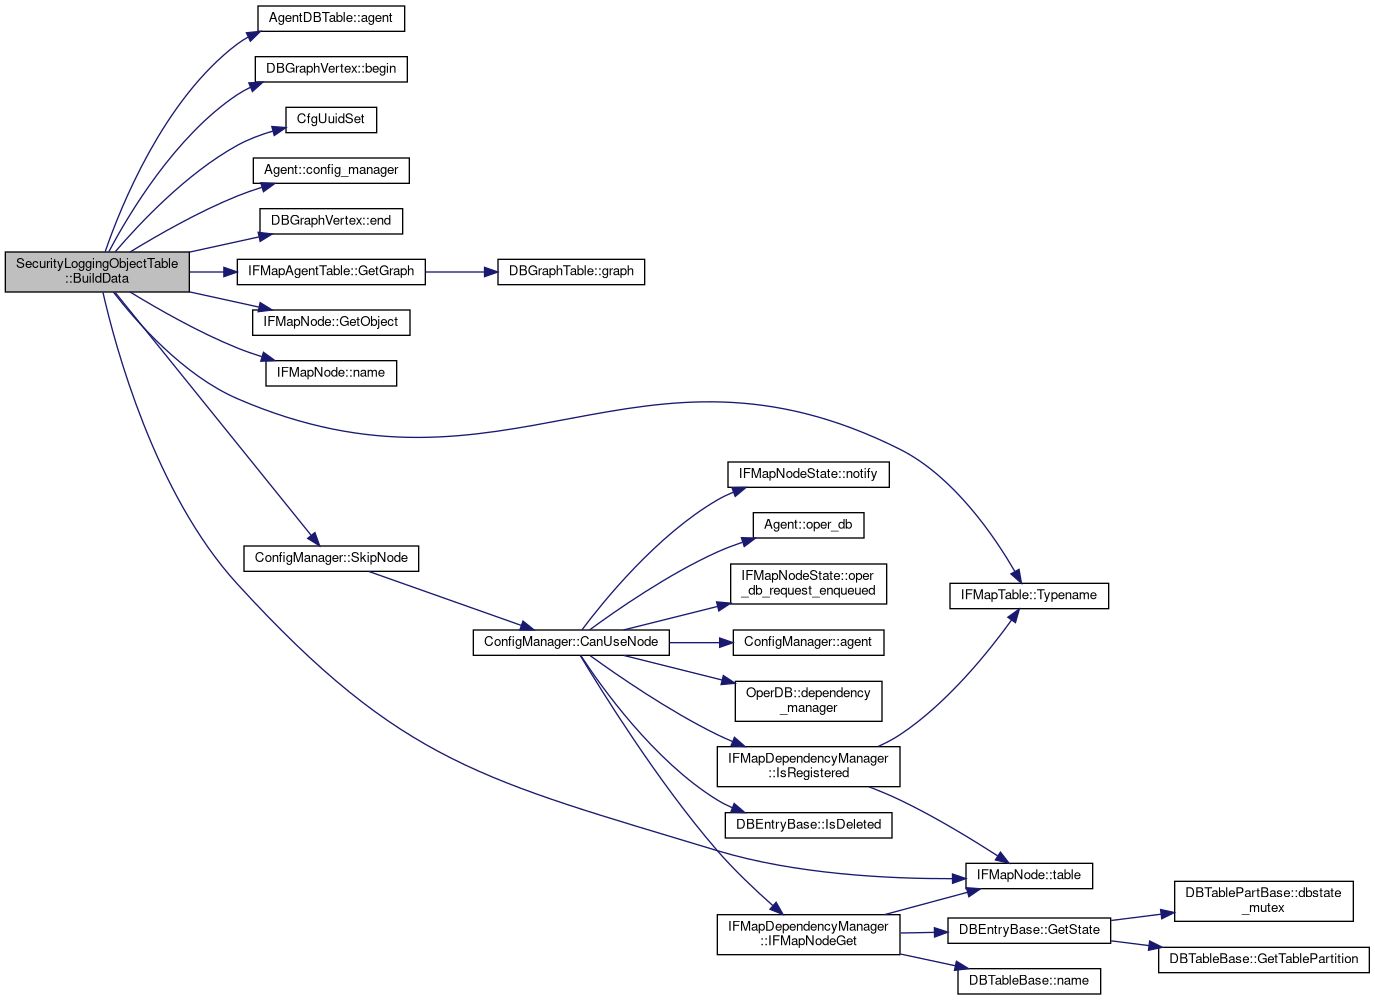 AgentDBTable::agent
DBGraphVertex::begin
CfgUuidSet
Agent::config_manager
DBGraphVertex::end
SecurityLoggingObjectTable
::BuildData
IFMapAgentTable::GetGraph
DBGraphTable::graph
IFMapNode::GetObject
IFMapNode::name
IFMapNodeState::notify
Agent::oper_db
ConfigManager::SkipNode
IFMapNodeState::oper
_db_request_enqueued
IFMapTable::Typename
ConfigManager::CanUseNode
ConfigManager::agent
OperDB::dependency
_manager
IFMapDependencyManager
::IsRegistered
DBEntryBase::IsDeleted
IFMapNode::table
IFMapDependencyManager
::IFMapNodeGet
DBEntryBase::GetState
DBTablePartBase::dbstate
_mutex
DBTableBase::GetTablePartition
DBTableBase::name